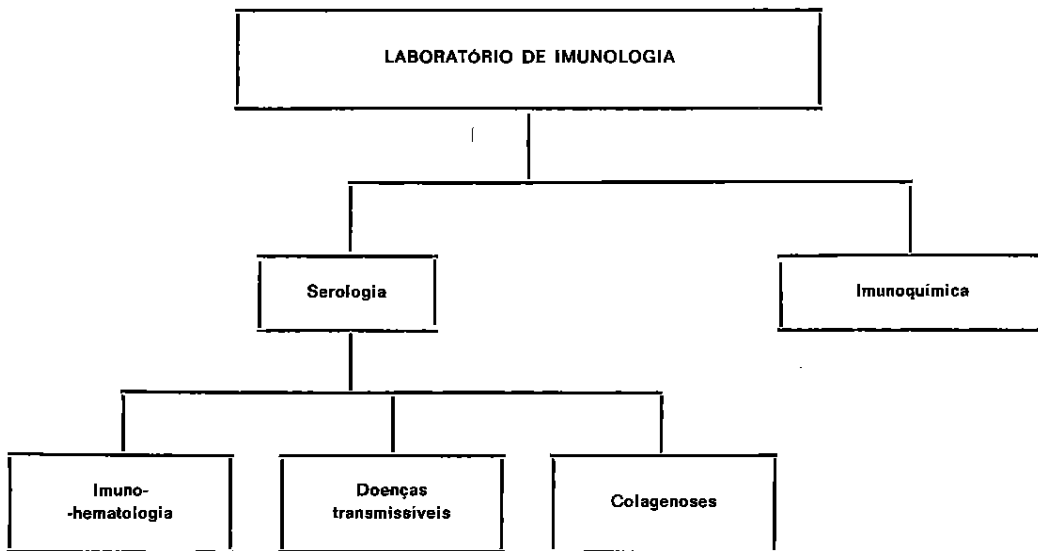 LABORATÓRIO DE IMUNOLOGIA
Serologia
Imunoquímica
Imuno-
-hematologia
Doenças
transmissíveis
Colagenoses